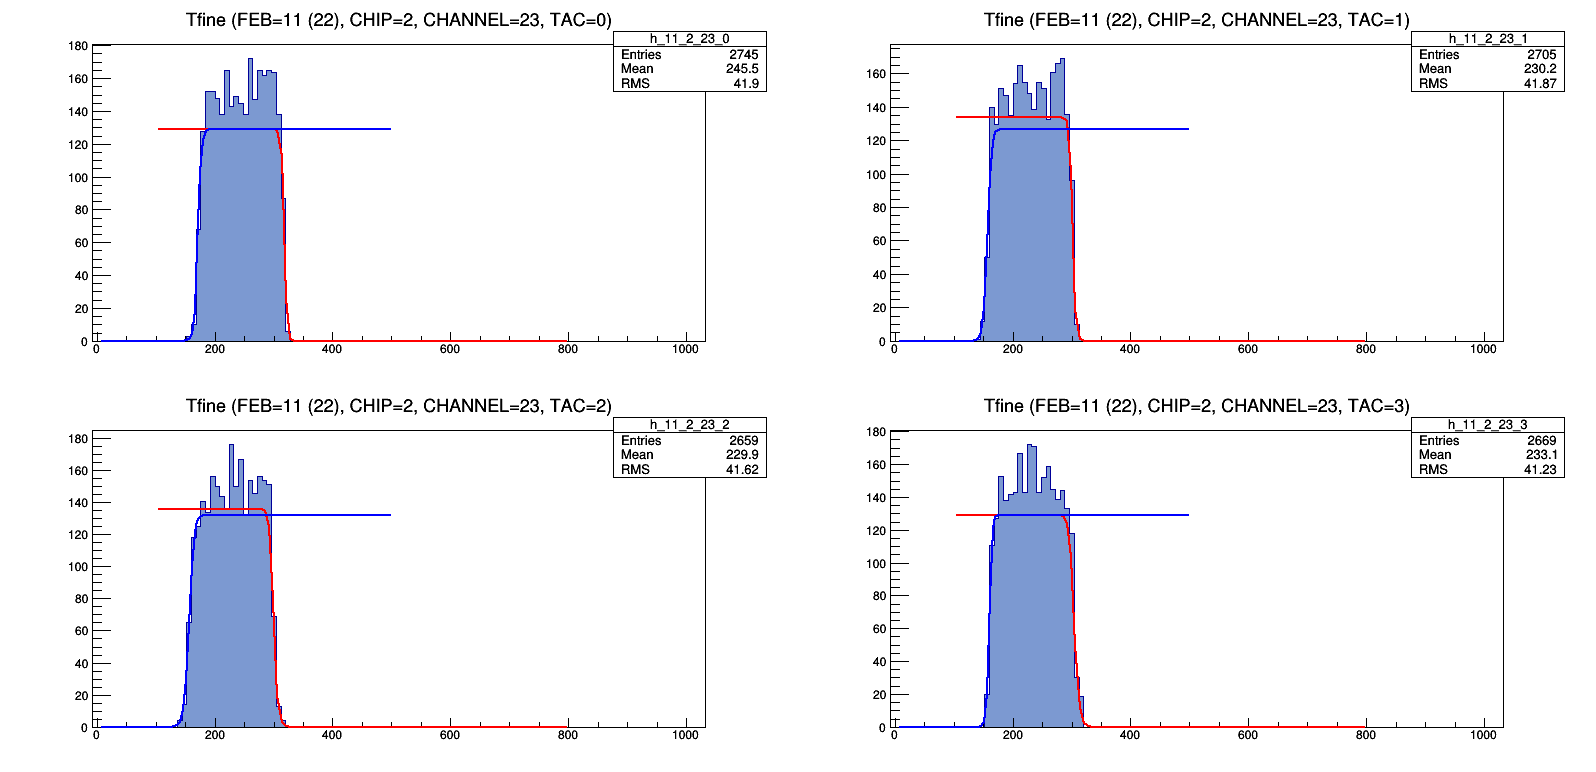 Tfine (FEB=11 (22), CHIP=2, CHANNEL=23, TAC=0)
h_11_2_23_0
Entries 2745
Mean 245.5
RMS 41.9
180
160
140
120
100
80
60
40
20
0
0 200 400 600 800 1000
Tfine (FEB=11 (22), CHIP=2, CHANNEL=23, TAC=1)
h_11_2_23_1
Entries 2705
Mean 230.2
RMS 41.87
160
140
120
100
80
60
40
20
0
0 200 400 600 800 1000
Tfine (FEB=11 (22), CHIP=2, CHANNEL=23, TAC=2)
h_11_2_23_2
Entries 2659
Mean 229.9
RMS 41.62
180
160
140
120
100
80
60
40
20
0
0 200 400 600 800 1000
Tfine (FEB=11 (22), CHIP=2, CHANNEL=23, TAC=3)
h_11_2_23_3
Entries 2669
Mean 233.1
RMS 41.23
180
160
140
120
100
80
60
40
20
0
0 200 400 600 800 1000